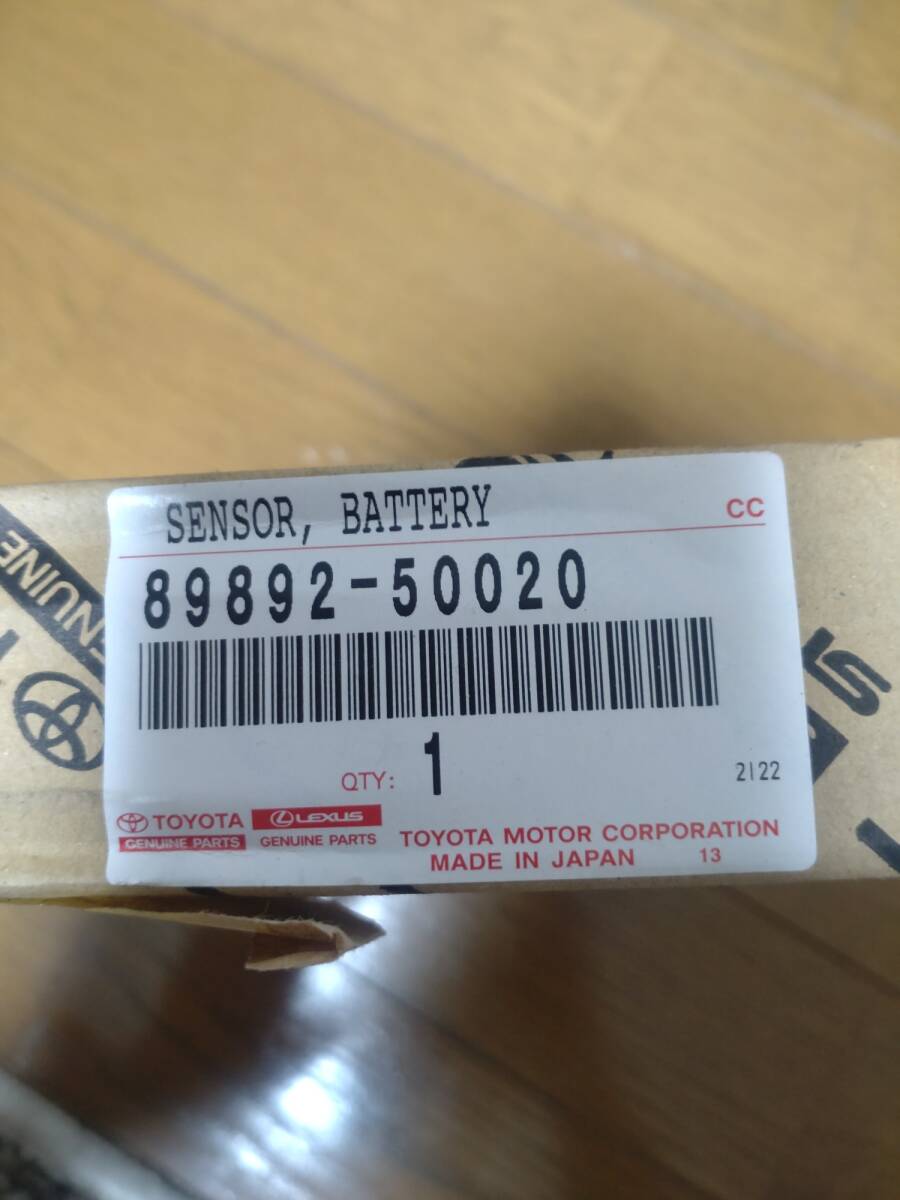 SENSOR, BATTERY
CC
89892-50020
QTY: 1
2122
TOYOTA
GENUINE PARTS
LEXUS
GENUINE PARTS
TOYOTA MOTOR CORPORATION
MADE IN JAPAN 13
GENUINE